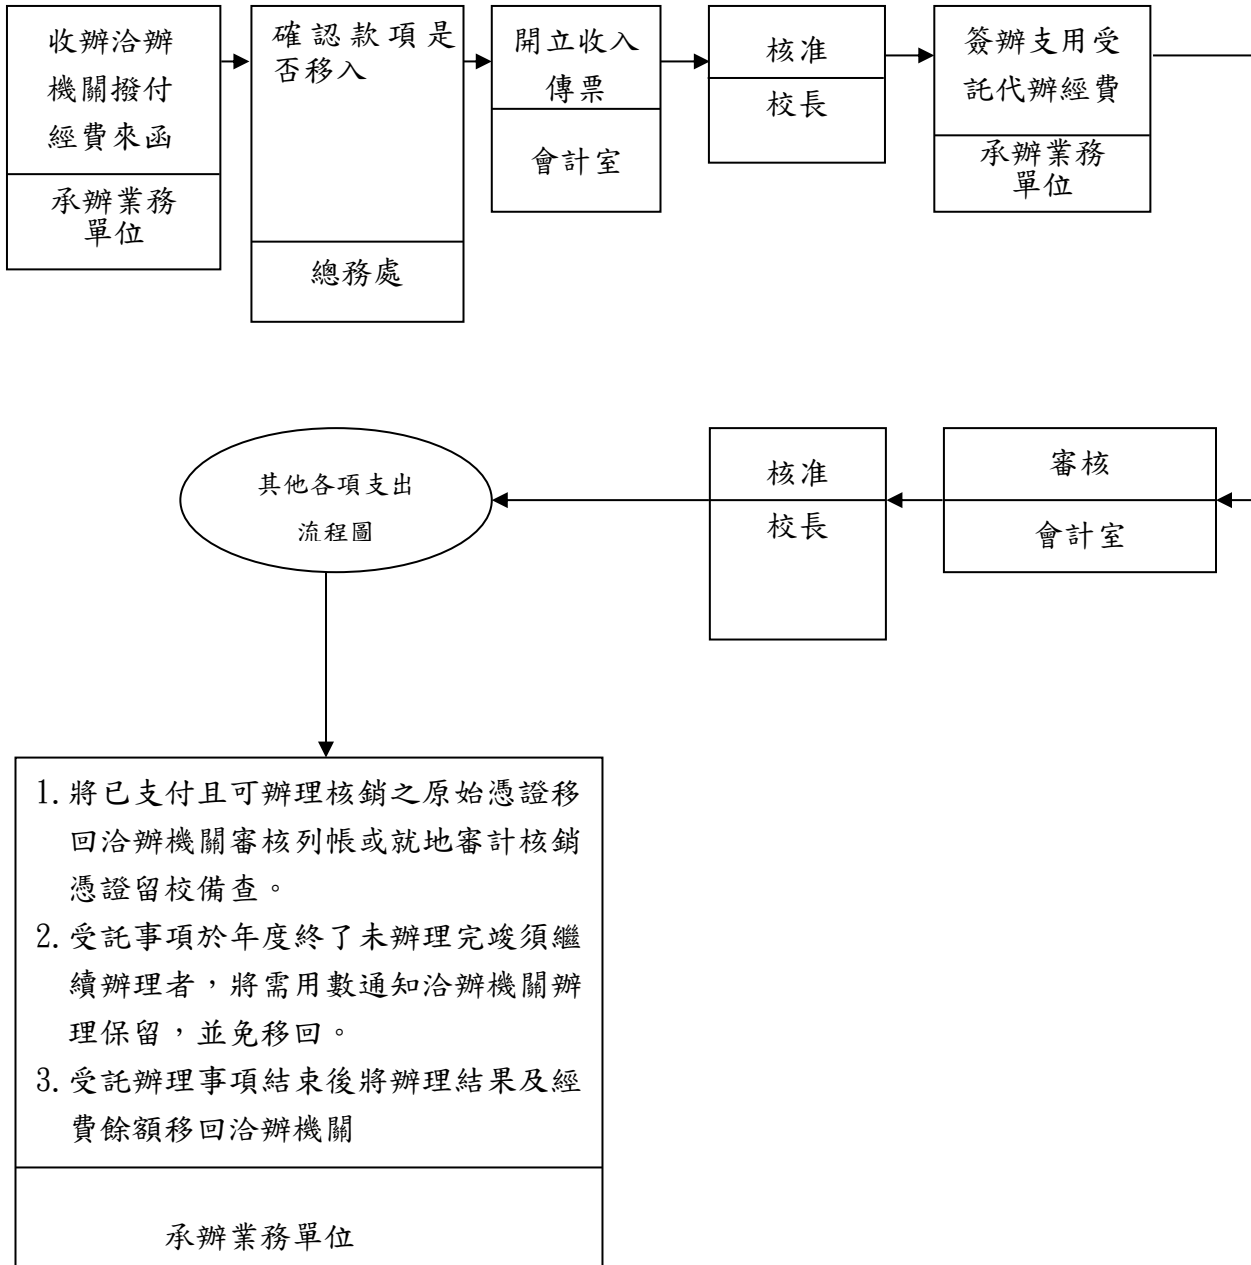 收辦洽辦
機關撥付
經費來函
承辦業務
單位
確認款項是
否移入
總務處
開立收入
傳票
會計室
核准
校長
簽辦支用受
託代辦經費
承辦業務
單位
審核
會計室
核准
校長
其他各項支出
流程圖
1. 將已支付且可辦理核銷之原始憑證移
回洽辦機關審核列帳或就地審計核銷
憑證留校備查。
2. 受託事項於年度終了未辦理完竣須繼
續辦理者，將需用數通知洽辦機關辦
理保留，並免移回。
3. 受託辦理事項結束後將辦理結果及經
費餘額移回洽辦機關
承辦業務單位